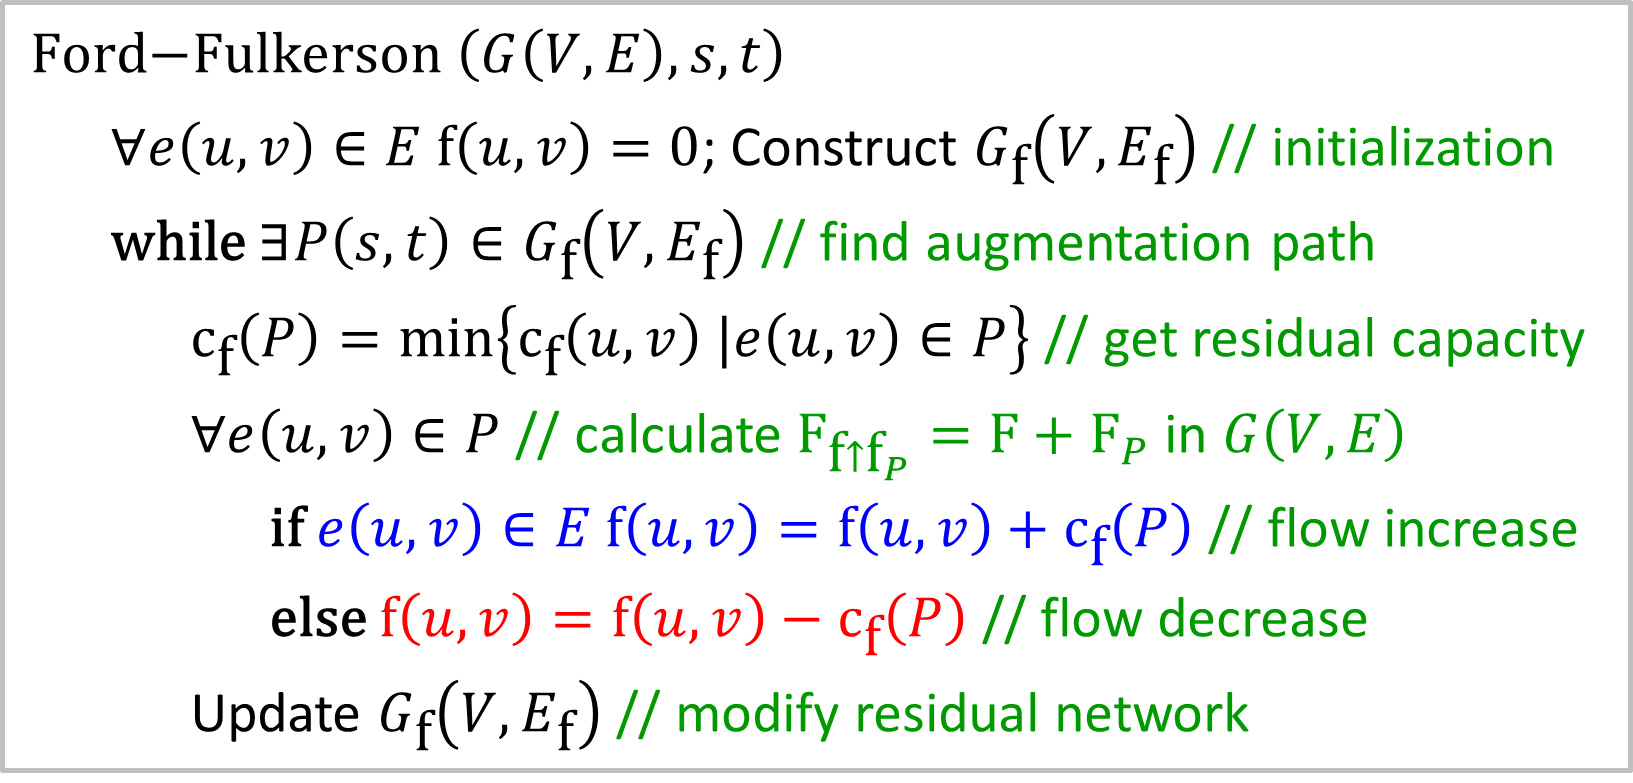 Ford−Fulkerson (G(V, E), s, t)
∀e(u, v) ∈ E f(u, v) = 0; Construct G_f(V, E_f) // initialization
while ∃P(s, t) ∈ G_f(V, E_f) // find augmentation path
c_f(P) = min{c_f(u, v) |e(u, v) ∈ P} // get residual capacity
∀e(u, v) ∈ P // calculate F_{f↑f_P} = F + F_P in G(V, E)
if e(u, v) ∈ E f(u, v) = f(u, v) + c_f(P) // flow increase
else f(u, v) = f(u, v) − c_f(P) // flow decrease
Update G_f(V, E_f) // modify residual network